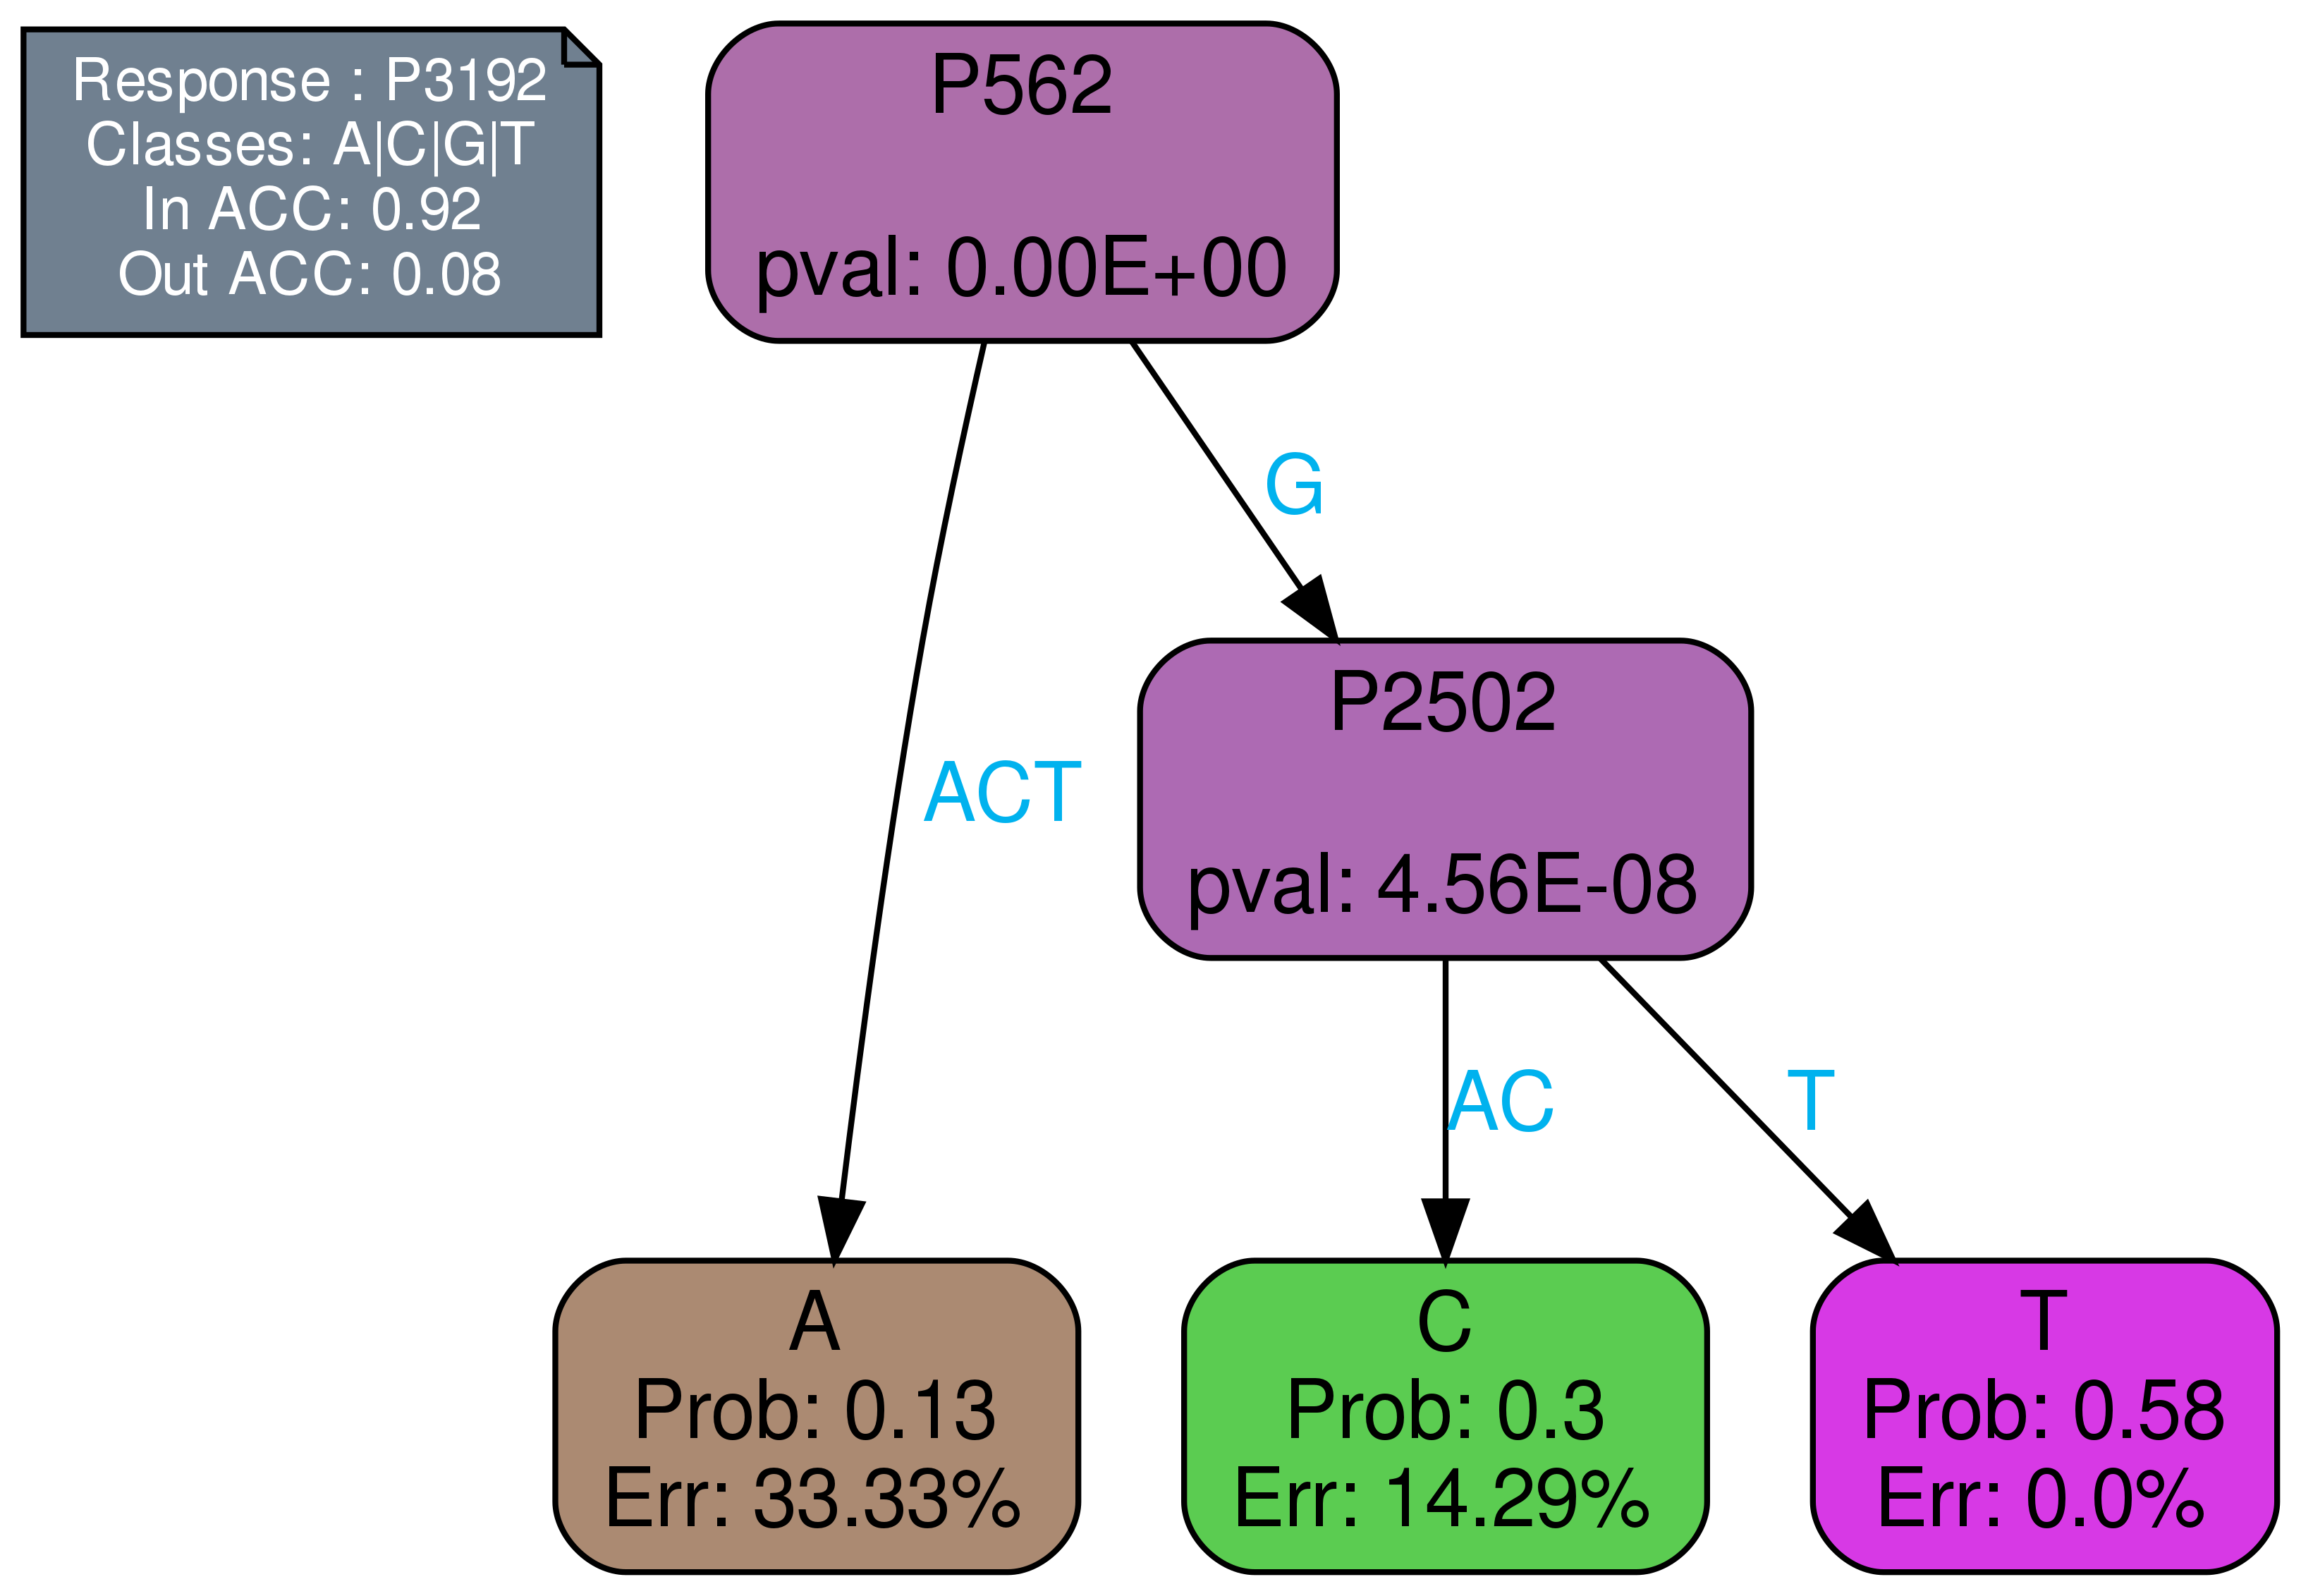 Response : P3192
Classes: A|C|G|T
In ACC: 0.92
Out ACC: 0.08
P562
pval: 0.00E+00
G
P2502
pval: 4.56E-08
ACT
AC
T
A
Prob: 0.13
Err: 33.33%
C
Prob: 0.3
Err: 14.29%
T
Prob: 0.58
Err: 0.0%